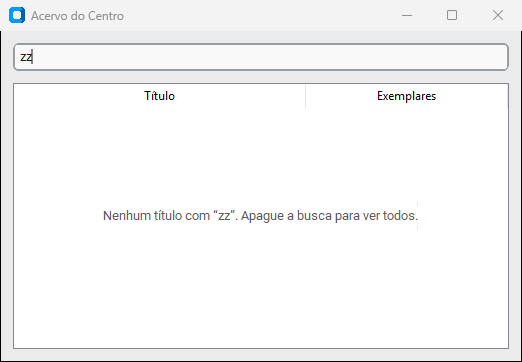 Acervo do Centro
zz
Título Exemplares
Nenhum título com “zz”. Apague a busca para ver todos.